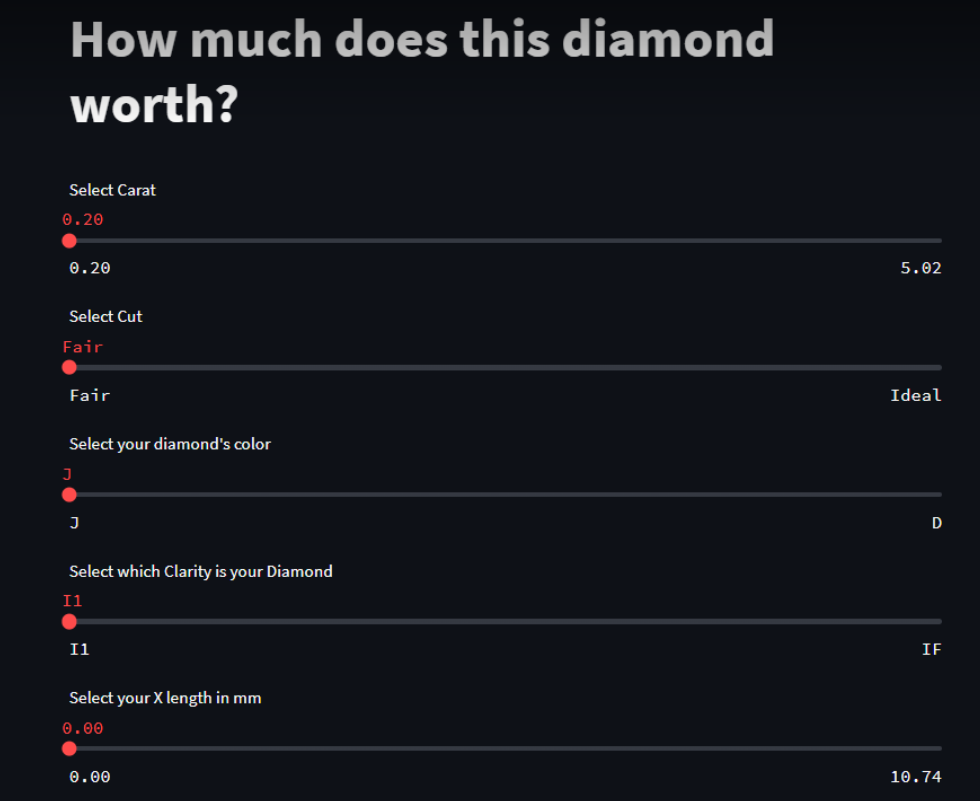 How much does this diamond
worth?
Select Carat
0.20
0.20 5.02
Select Cut
Fair
Fair Ideal
Select your diamond's color
J
J D
Select which Clarity is your Diamond
I1
I1 IF
Select your X length in mm
0.00
0.00 10.74